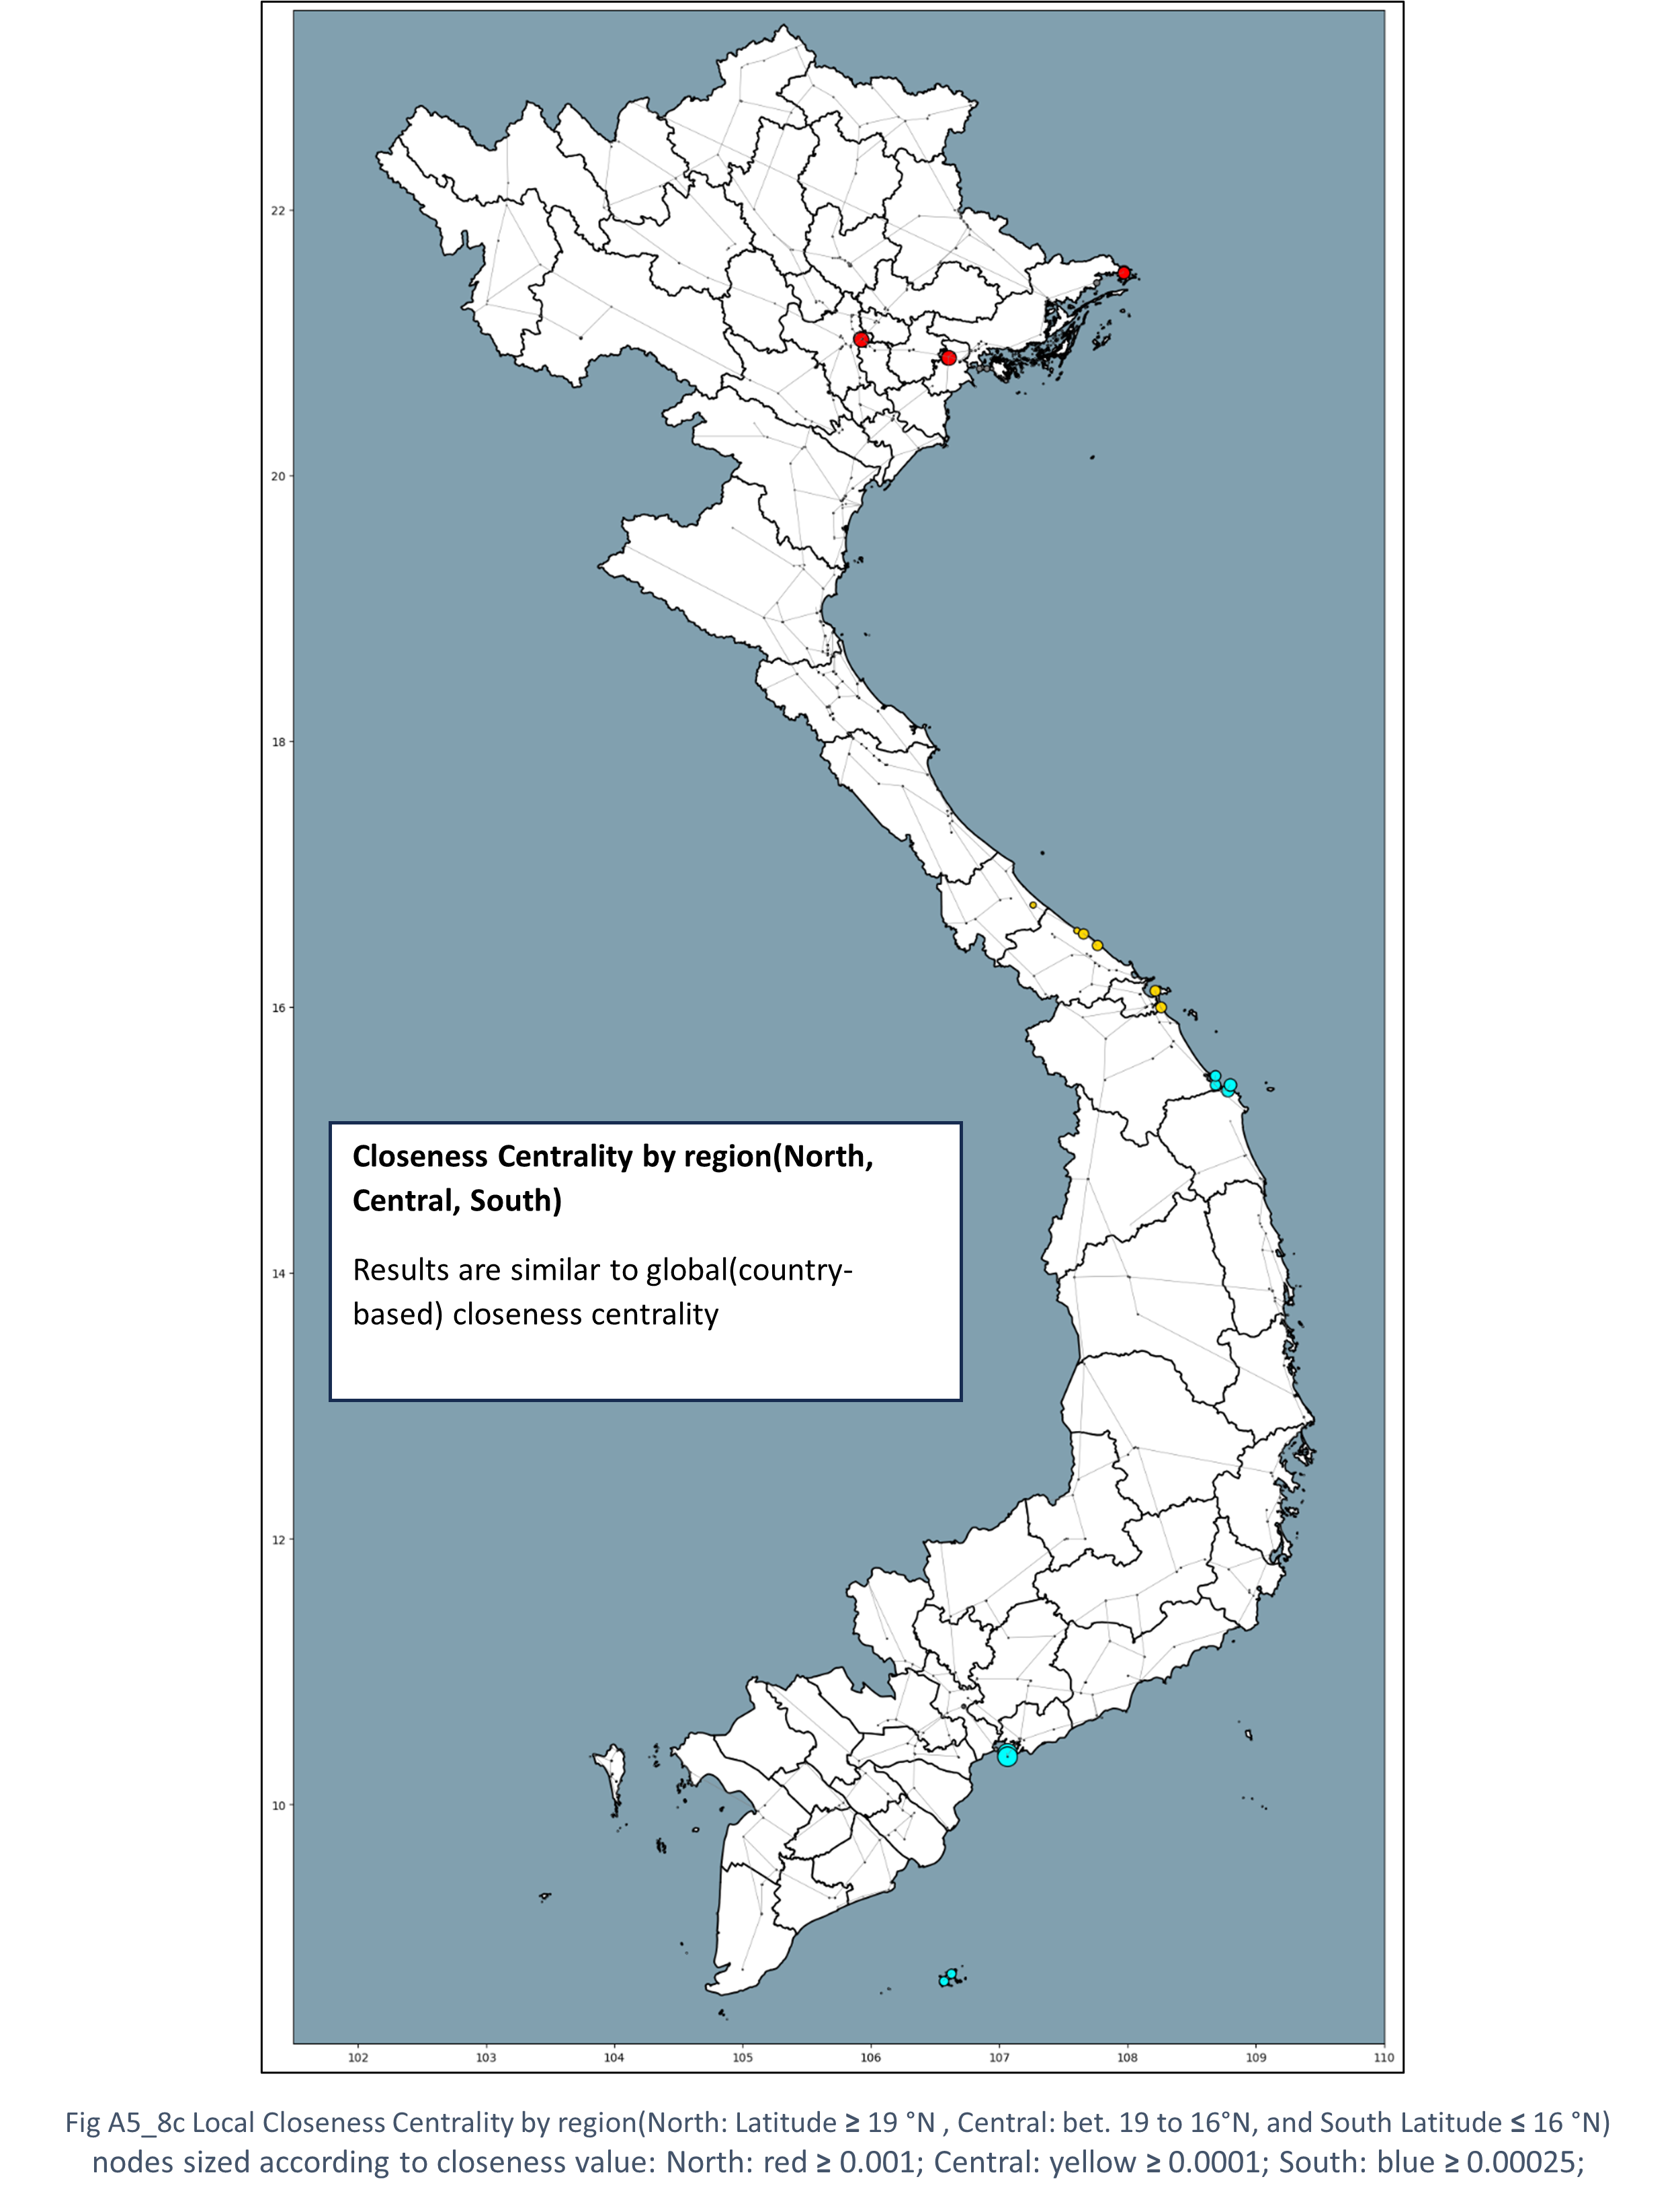 22
20
18
16
14
12
10
Closeness Centrality by region(North,
Central, South)
Results are similar to global(country-
based) closeness centrality
102 103 104 105 106 107 108 109 110
Fig A5_8c Local Closeness Centrality by region(North: Latitude ≥ 19 °N , Central: bet. 19 to 16°N, and South Latitude ≤ 16 °N)
nodes sized according to closeness value: North: red ≥ 0.001; Central: yellow ≥ 0.0001; South: blue ≥ 0.00025;